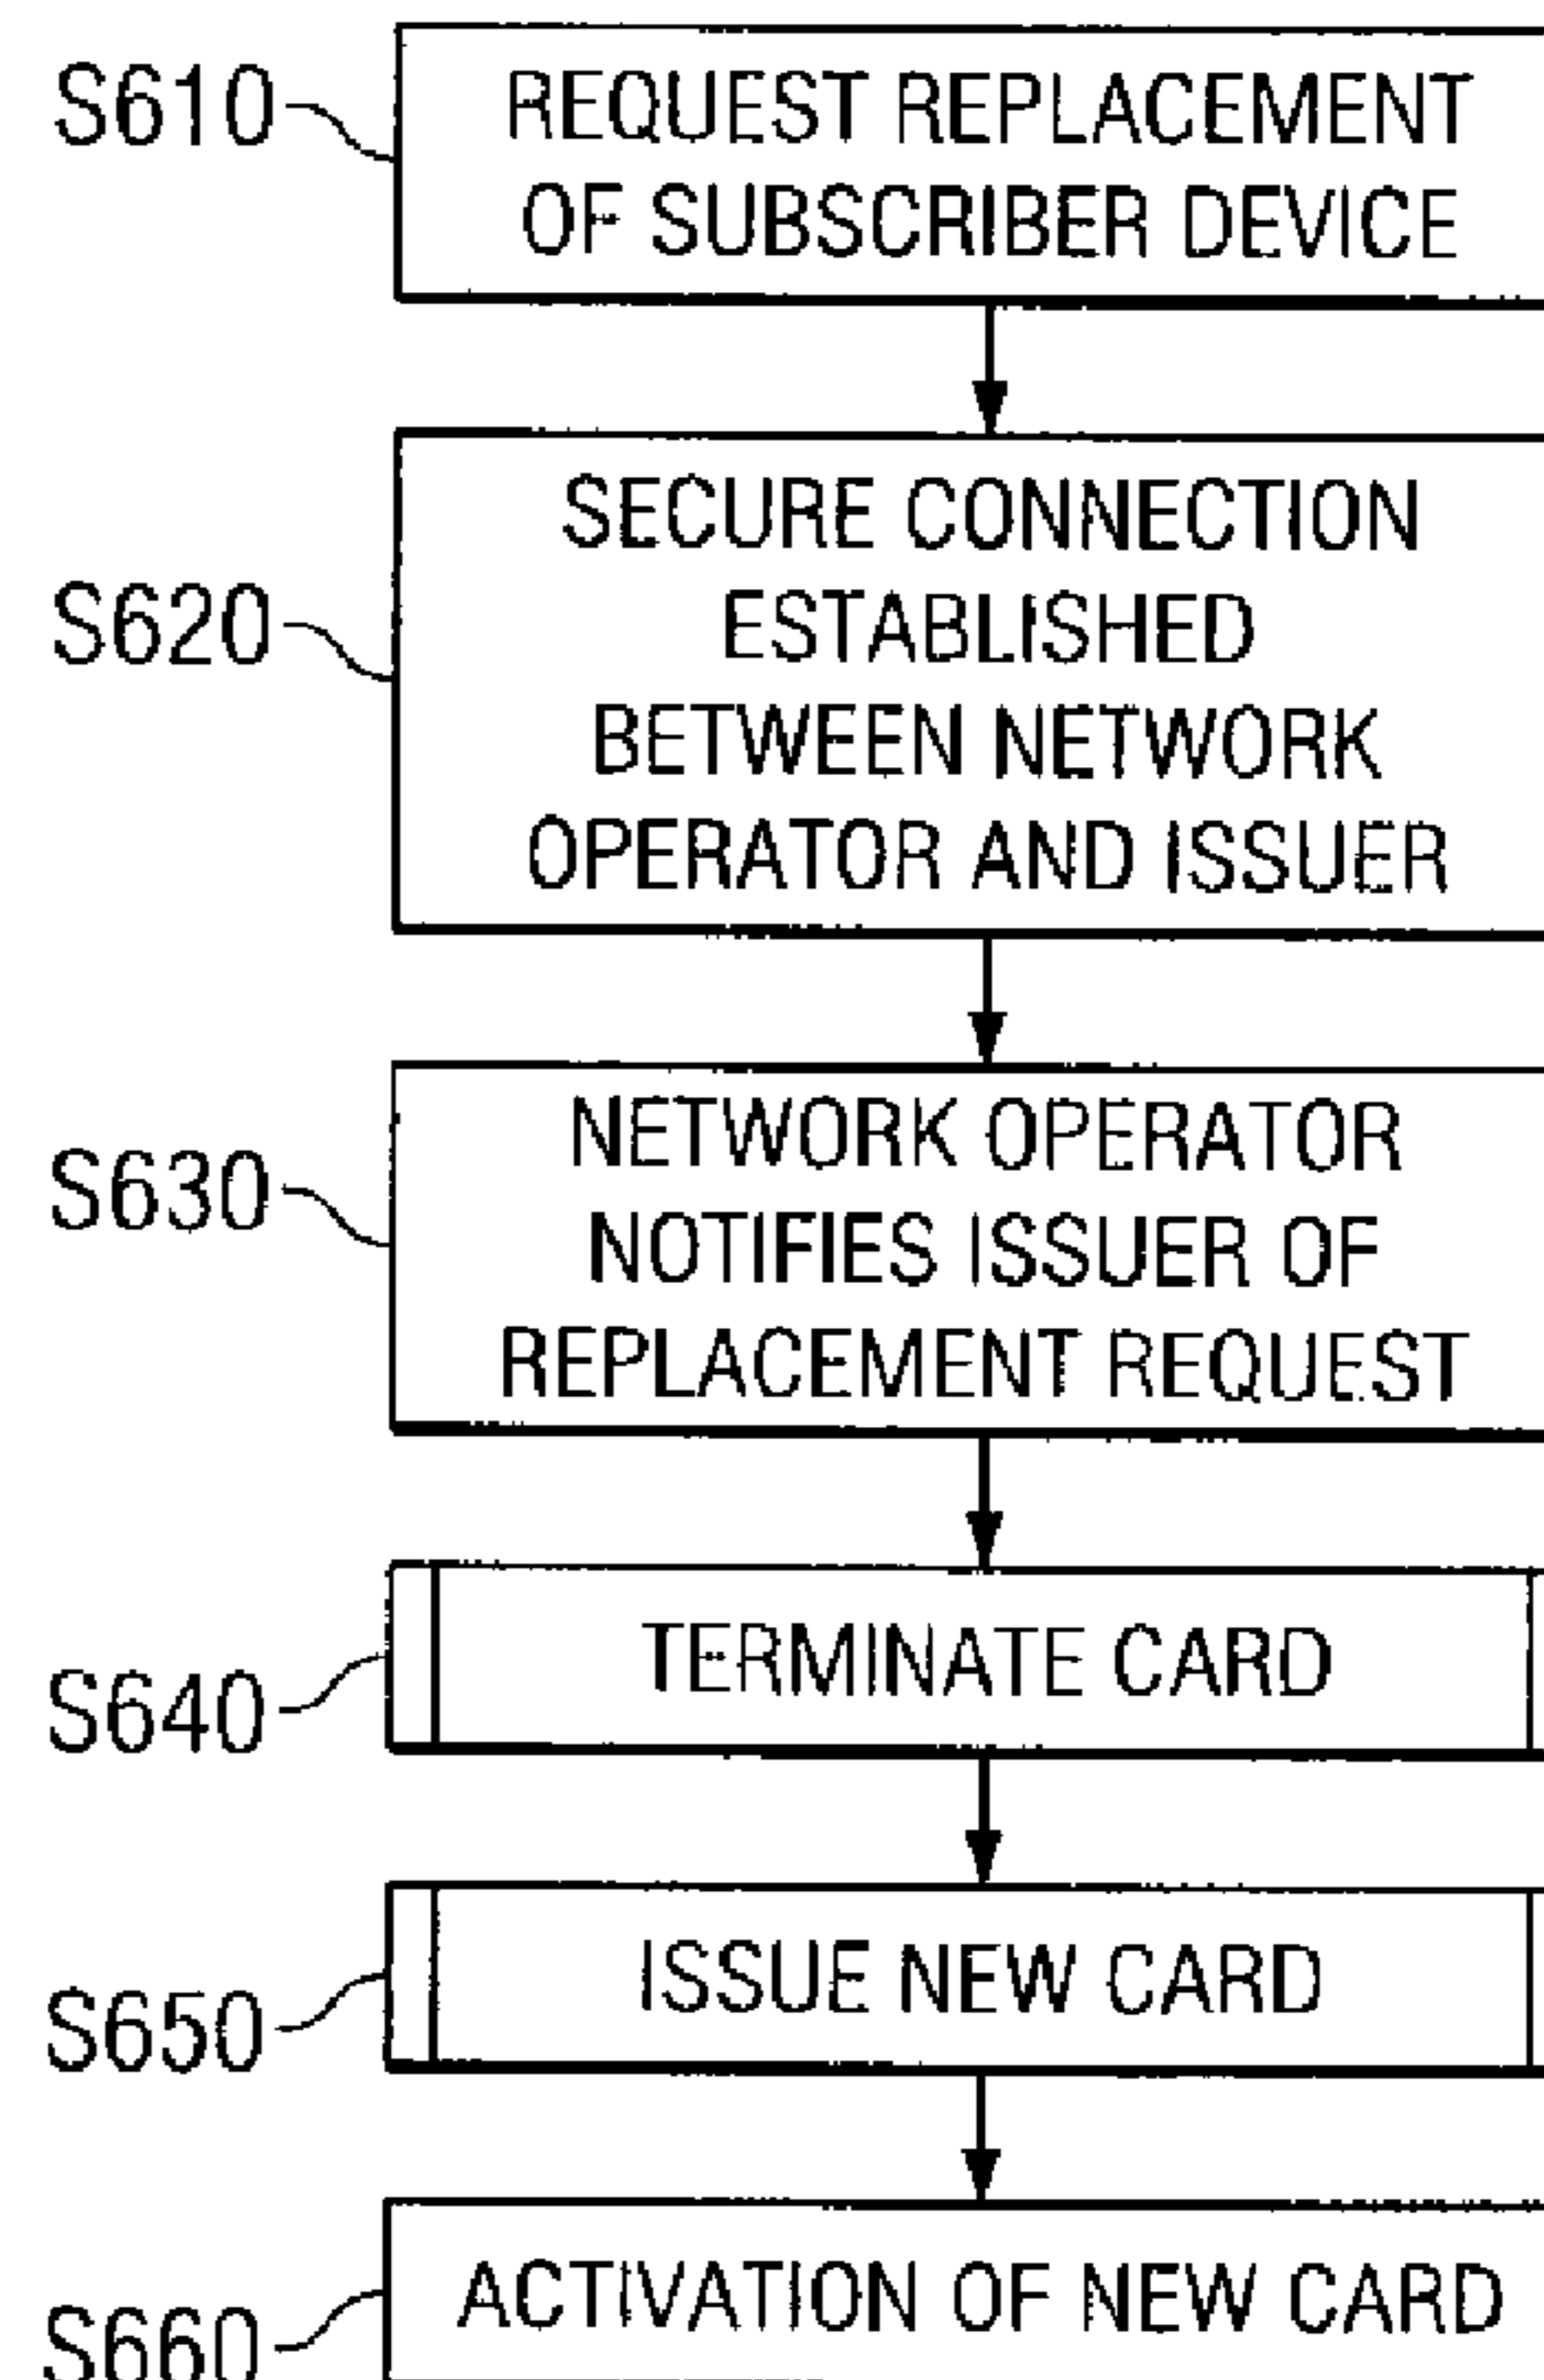 S610
REQUEST REPLACEMENT
OF SUBSCRIBER DEVICE
S620
SECURE CONNECTION
ESTABLISHED
BETWEEN NETWORK
OPERATOR AND ISSUER
S630
NETWORK OPERATOR
NOTIFIES ISSUER OF
REPLACEMENT REQUEST
S640
TERMINATE CARD
S650
ISSUE NEW CARD
S660
ACTIVATION OF NEW CARD